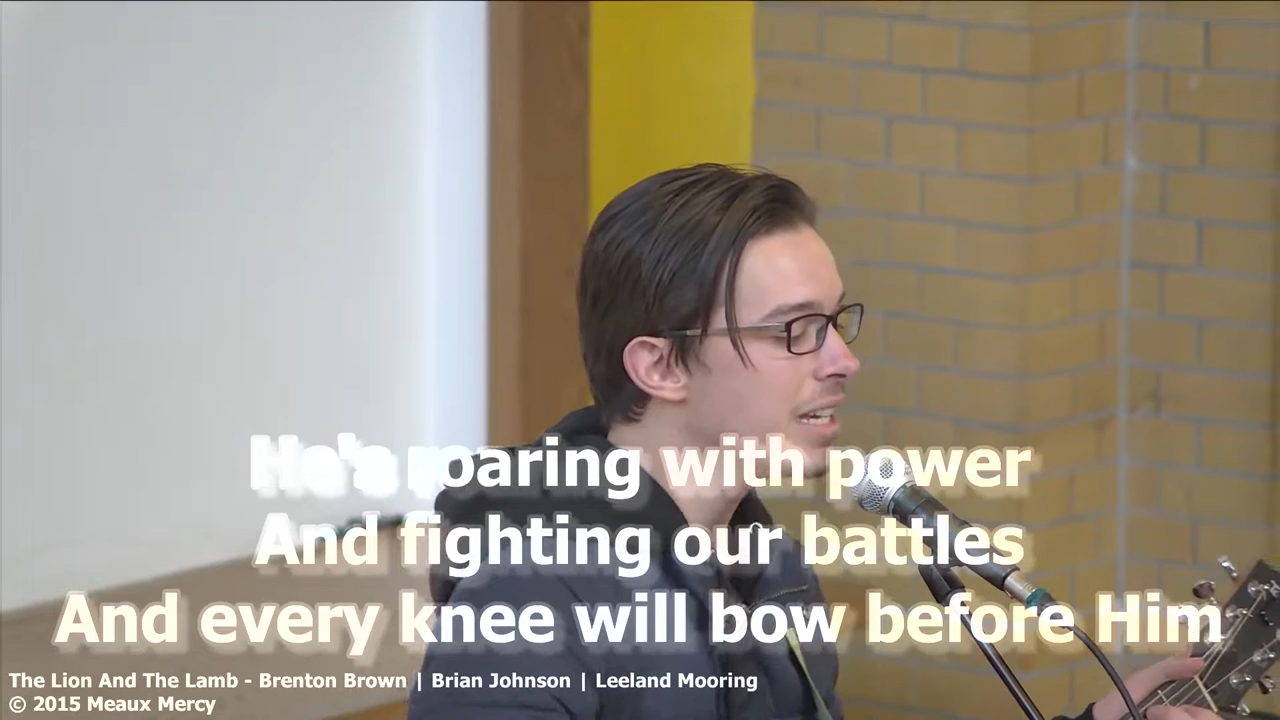 He's roaring with power
And fighting our battles
And every knee will bow before Him
The Lion And The Lamb - Brenton Brown | Brian Johnson | Leeland Mooring
© 2015 Meaux Mercy